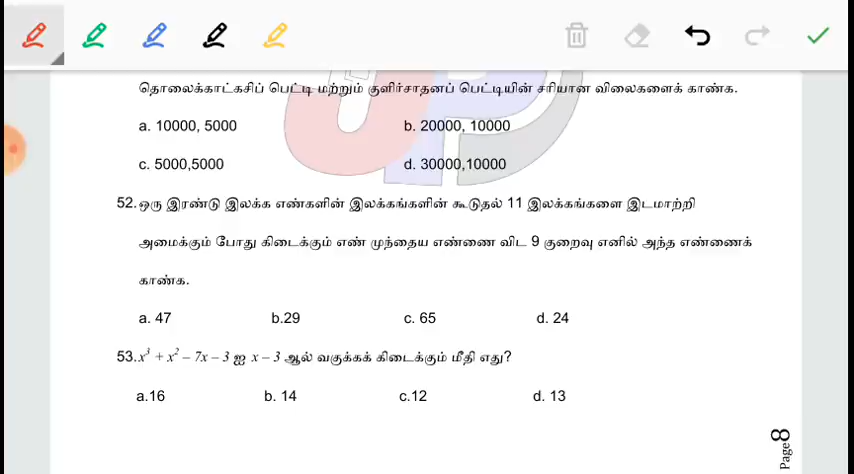 தொலைக்காட்கசிப் பெட்டி மற்றும் குளிர்சாதனப் பெட்டியின் சரியான விலைகளைக் காண்க.
a. 10000, 5000 b. 20000, 10000
c. 5000,5000 d. 30000,10000
52. ஒரு இரண்டு இலக்க எண்களின் இலக்கங்களின் கூடுதல் 11 இலக்கங்களை இடமாற்றி
அமைக்கும் போது கிடைக்கும் எண் முந்தைய எண்ணை விட 9 குறைவு எனில் அந்த எண்ணைக்
காண்க.
a. 47 b.29 c. 65 d. 24
53. x³ + x² – 7x – 3 ஐ x – 3 ஆல் வகுக்கக் கிடைக்கும் மீதி எது?
a.16 b. 14 c.12 d. 13
Page8